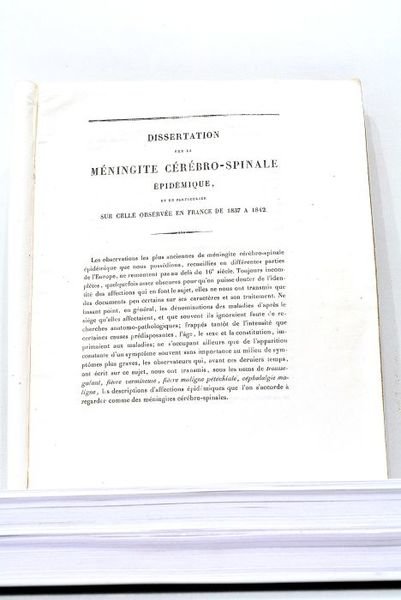 DISSERTATION
SUR LA
MÉNINGITE CÉRÉBRO-SPINALE
ÉPIDÉMIQUE,
ET EN PARTICULIER
SUR CELLE OBSERVÉE EN FRANCE DE 1837 A 1842
Les observations les plus anciennes de méningite cérébro-spinale
épidémique que nous possédions, recueillies en différentes parties
de l'Europe, ne remontent pas au delà du 16e siècle. Toujours incom-
plètes, quelquefois assez obscures pour qu'on puisse douter de l'iden-
tité des affections qui en font le sujet, elles ne nous ont transmis que
des documens peu certains sur ses caractères et son traitement. Ne
basant point, en général, les dénominations des maladies d'après le
siége qu'elles affectaient, et que souvent ils ignoraient faute de re-
cherches anatomo-pathologiques; frappés tantôt de l'intensité que
certaines causes prédisposantes, l'âge, le sexe et la constitution, im-
primaient aux maladies; ne s'occupant ailleurs que de l'apparition
constante d'un symptôme souvent sans importance au milieu de sym-
ptômes plus graves, les observateurs qui, avant ces derniers temps,
ont écrit sur ce sujet, nous ont transmis, sous les noms de trousse-
galant, fièvre vermineuse, fièvre maligne pétéchiale, céphalalgie ma-
ligne, les descriptions d'affections épidémiques que l'on s'accorde à
regarder comme des méningites cérébro-spinales.